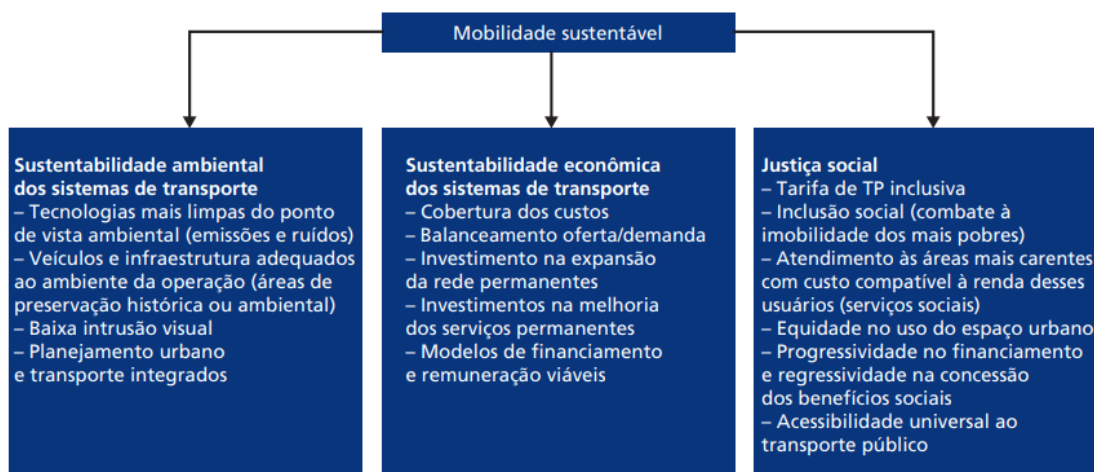 Mobilidade sustentável
Sustentabilidade ambiental
dos sistemas de transporte
– Tecnologias mais limpas do ponto
de vista ambiental (emissões e ruídos)
– Veículos e infraestrutura adequados
ao ambiente da operação (áreas de
preservação histórica ou ambiental)
– Baixa intrusão visual
– Planejamento urbano
e transporte integrados
Sustentabilidade econômica
dos sistemas de transporte
– Cobertura dos custos
– Balanceamento oferta/demanda
– Investimento na expansão
da rede permanentes
– Investimentos na melhoria
dos serviços permanentes
– Modelos de financiamento
e remuneração viáveis
Justiça social
– Tarifa de TP inclusiva
– Inclusão social (combate à
imobilidade dos mais pobres)
– Atendimento às áreas mais carentes
com custo compatível à renda desses
usuários (serviços sociais)
– Equidade no uso do espaço urbano
– Progressividade no financiamento
e regressividade na concessão
dos benefícios sociais
– Acessibilidade universal ao
transporte público